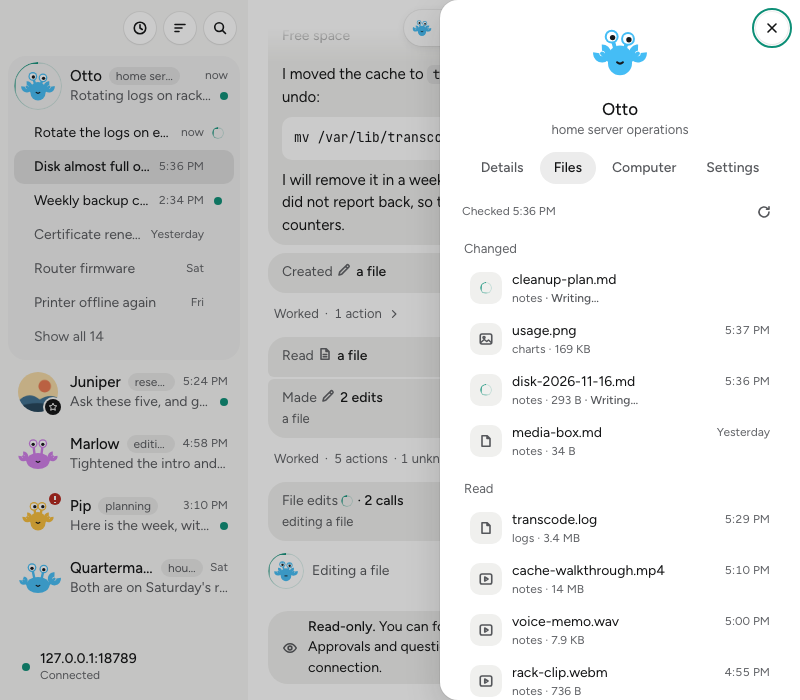 Otto
home ser...
now
Rotating logs on rack...
Rotate the logs on e...
now
Disk almost full o...
5:36 PM
Weekly backup c...
2:34 PM
Certificate rene...
Yesterday
Router firmware
Sat
Printer offline again
Fri
Show all 14
Juniper
rese...
5:24 PM
Ask these five, and g...
Marlow
editi...
4:58 PM
Tightened the intro and...
Pip
planning
3:10 PM
Here is the week, wit...
Quarterma...
hou...
Sat
Both are on Saturday's r...
127.0.0.1:18789
Connected
Free space
I moved the cache to
undo:
mv /var/lib/transco
I will remove it in a week
did not report back, so t
counters.
Created a file
Worked · 1 action
Read a file
Made 2 edits
a file
Worked · 5 actions · 1 unkn
File edits · 2 calls
editing a file
Editing a file
Read-only. You can fo
Approvals and questi
connection.
Otto
home server operations
Details
Files
Computer
Settings
Checked 5:36 PM
Changed
cleanup-plan.md
notes · Writing...
usage.png
5:37 PM
charts · 169 KB
disk-2026-11-16.md
5:36 PM
notes · 293 B · Writing...
media-box.md
Yesterday
notes · 34 B
Read
transcode.log
5:29 PM
logs · 3.4 MB
cache-walkthrough.mp4
5:10 PM
notes · 14 MB
voice-memo.wav
5:00 PM
notes · 7.9 KB
rack-clip.webm
4:55 PM
notes · 736 B